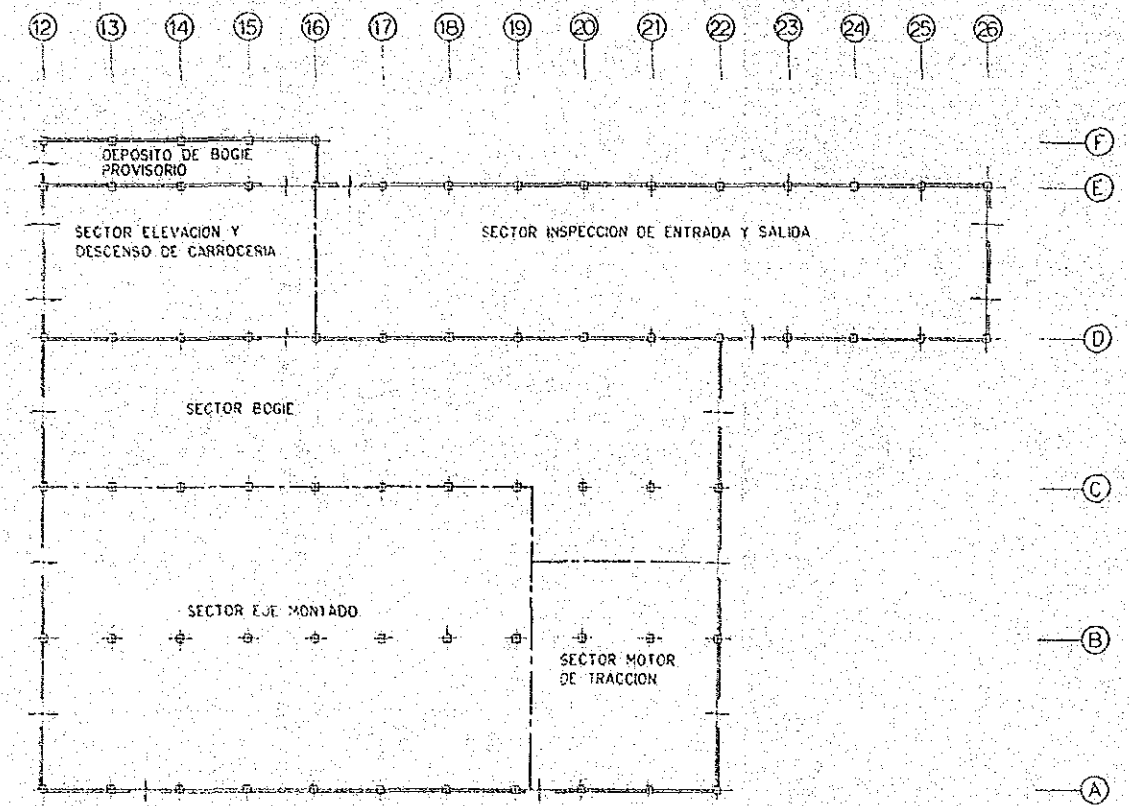 12 13 14 15 16 17 18 19 20 21 22 23 24 25 26
F
DEPOSITO DE BOGIE
PROVISORIO
E
SECTOR ELEVACION Y
DESCENSO DE CARROCERIA
SECTOR INSPECCION DE ENTRADA Y SALIDA
D
SECTOR BOGIE
C
SECTOR EJE MONTADO
B
SECTOR MOTOR
DE TRACCION
A